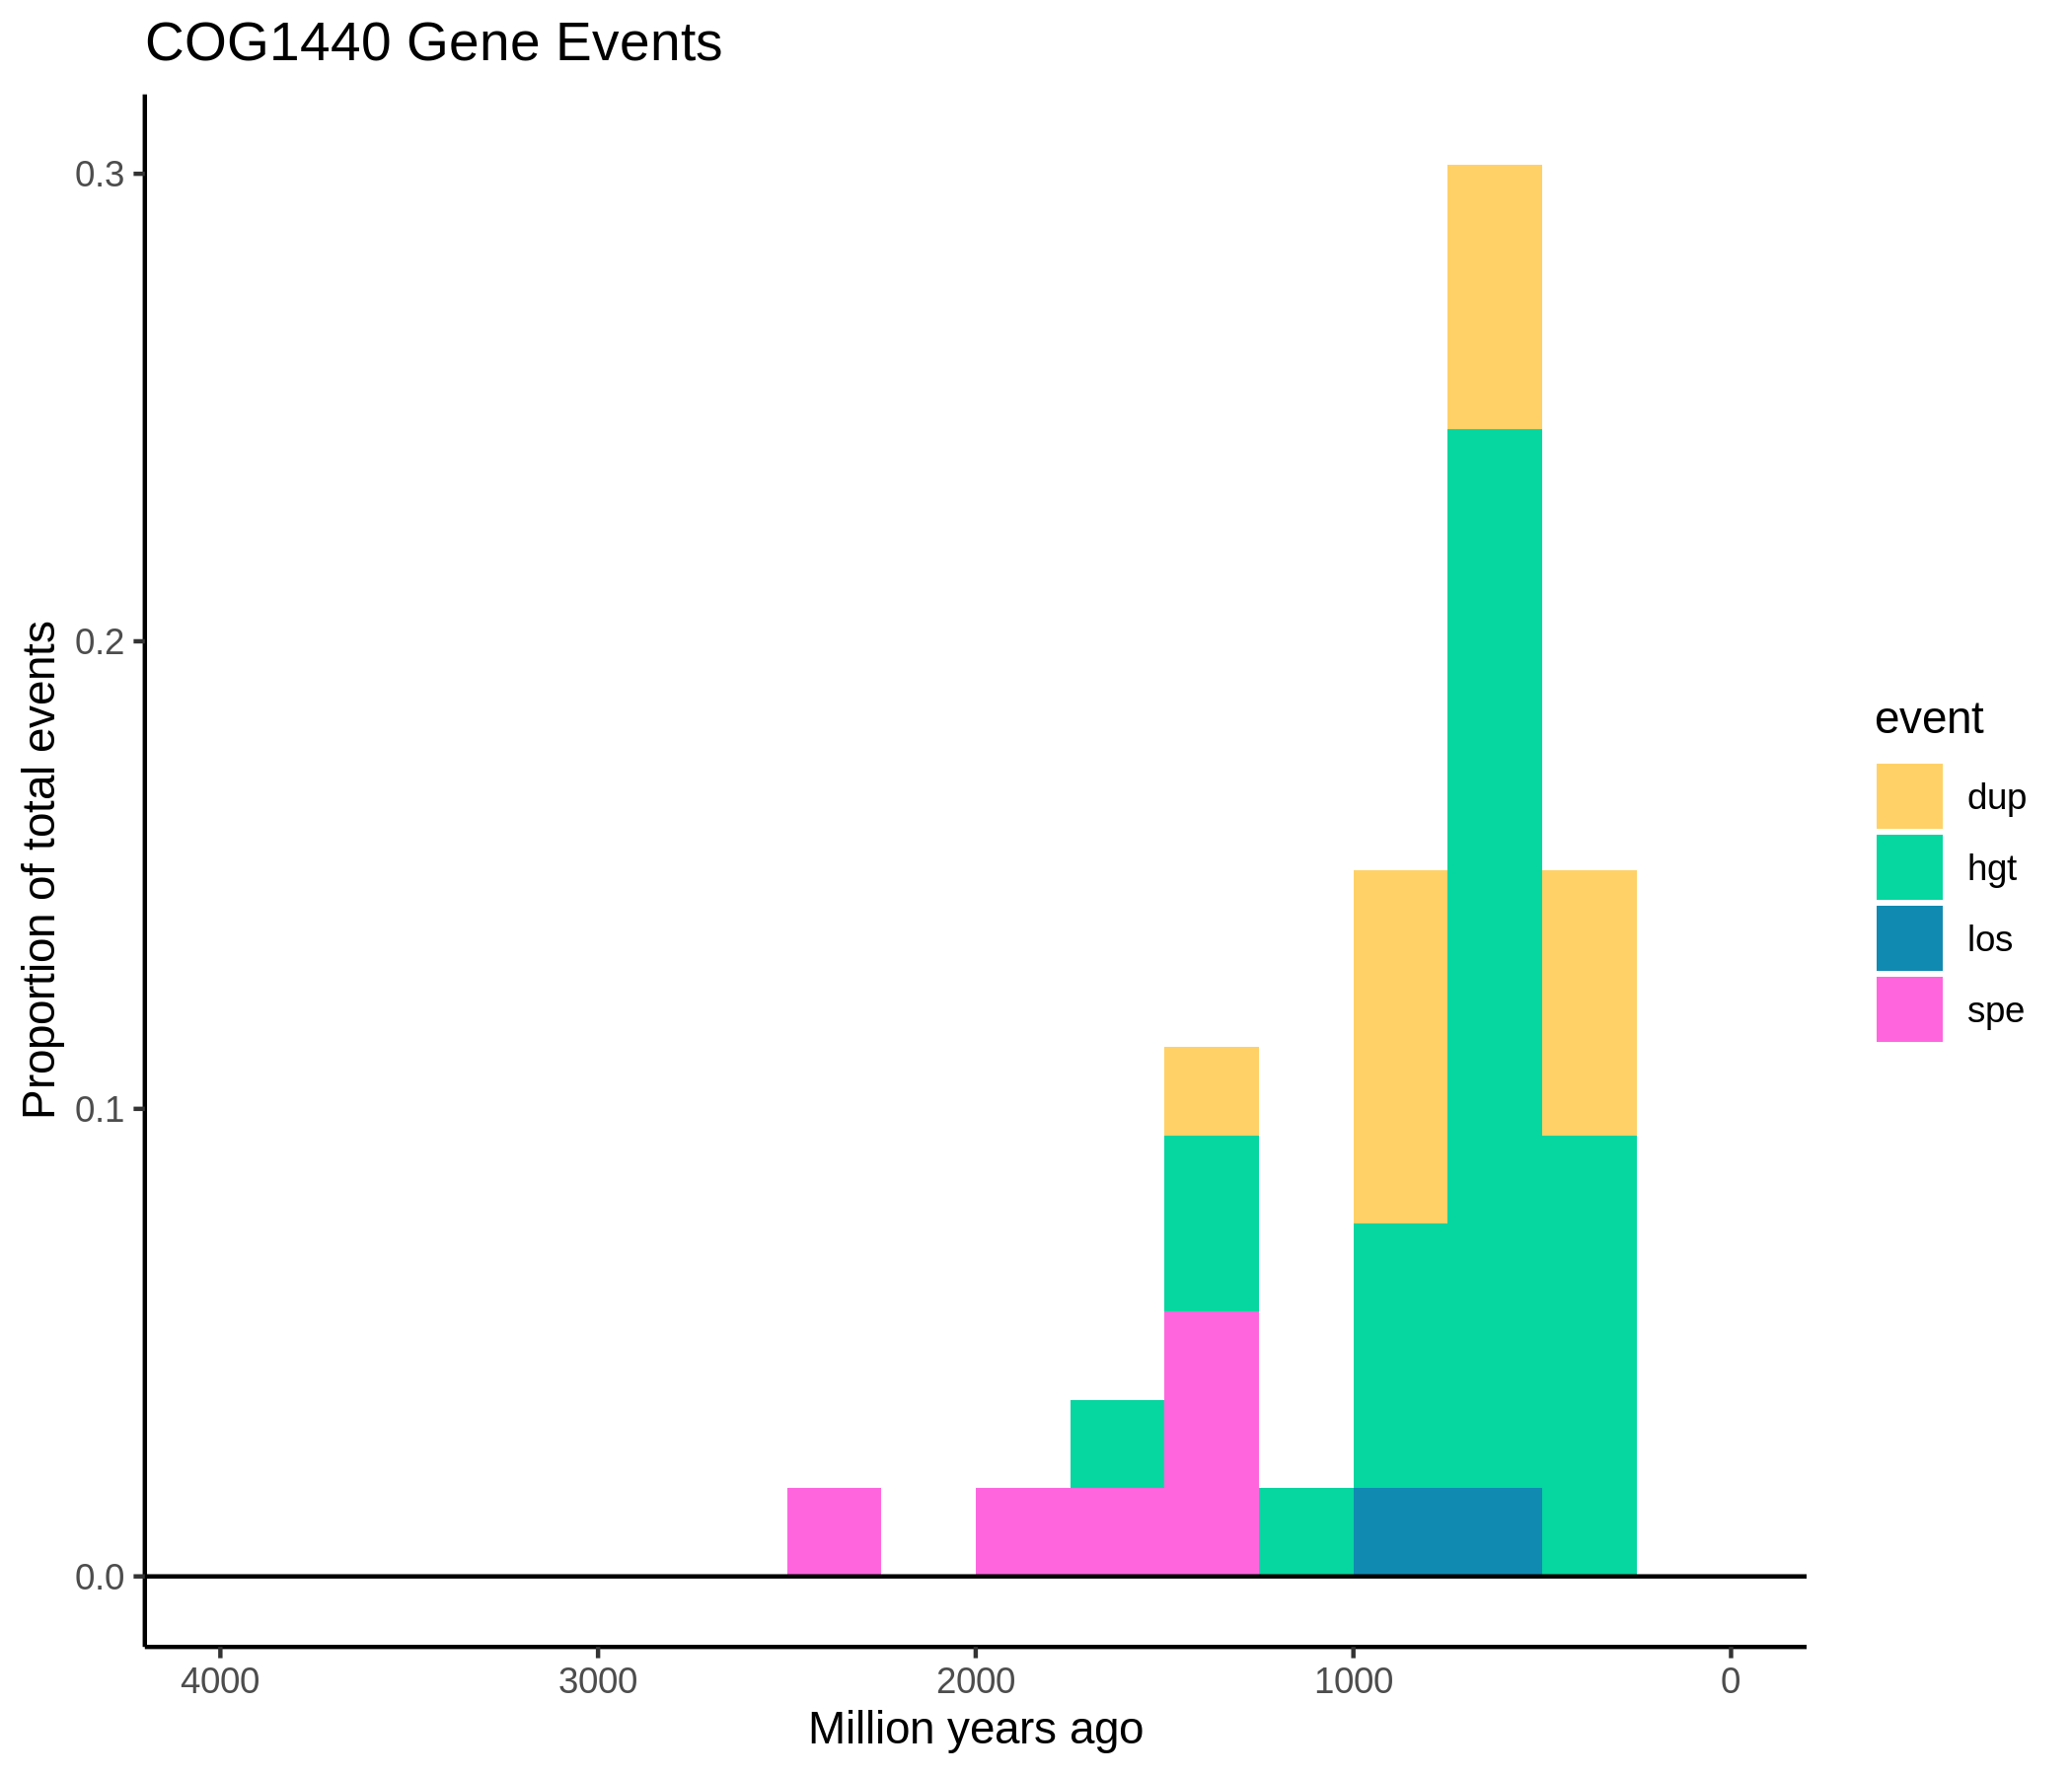 COG1440 Gene Events
Proportion of total events
0.3
0.2
0.1
0.0
4000
3000
2000
1000
0
Million years ago
event
dup
hgt
los
spe